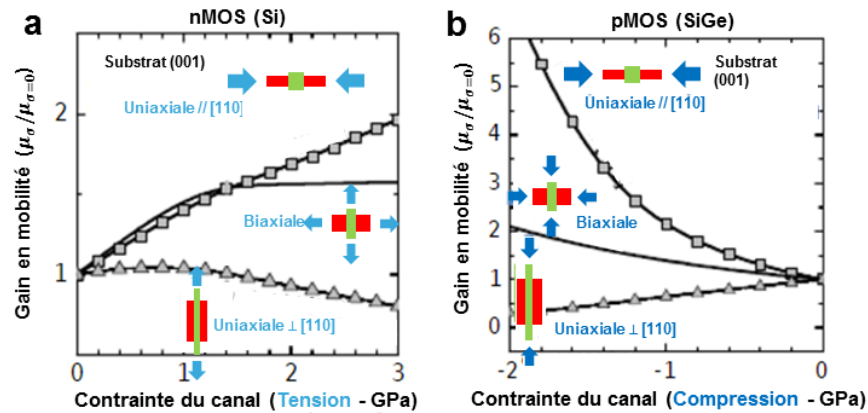 a
nMOS (Si)
Gain en mobilité (μσ/μσ=0)
2
1
Substrat (001)
Uniaxiale // [110]
Biaxiale
Uniaxiale ⊥ [110]
0
1
2
3
Contrainte du canal (Tension - GPa)
b
pMOS (SiGe)
Gain en mobilité (μσ/μσ=0)
6
5
4
3
2
1
0
Substrat
(001)
Uniaxiale // [110]
Biaxiale
Uniaxiale ⊥ [110]
-2
-1
0
Contrainte du canal (Compression - GPa)